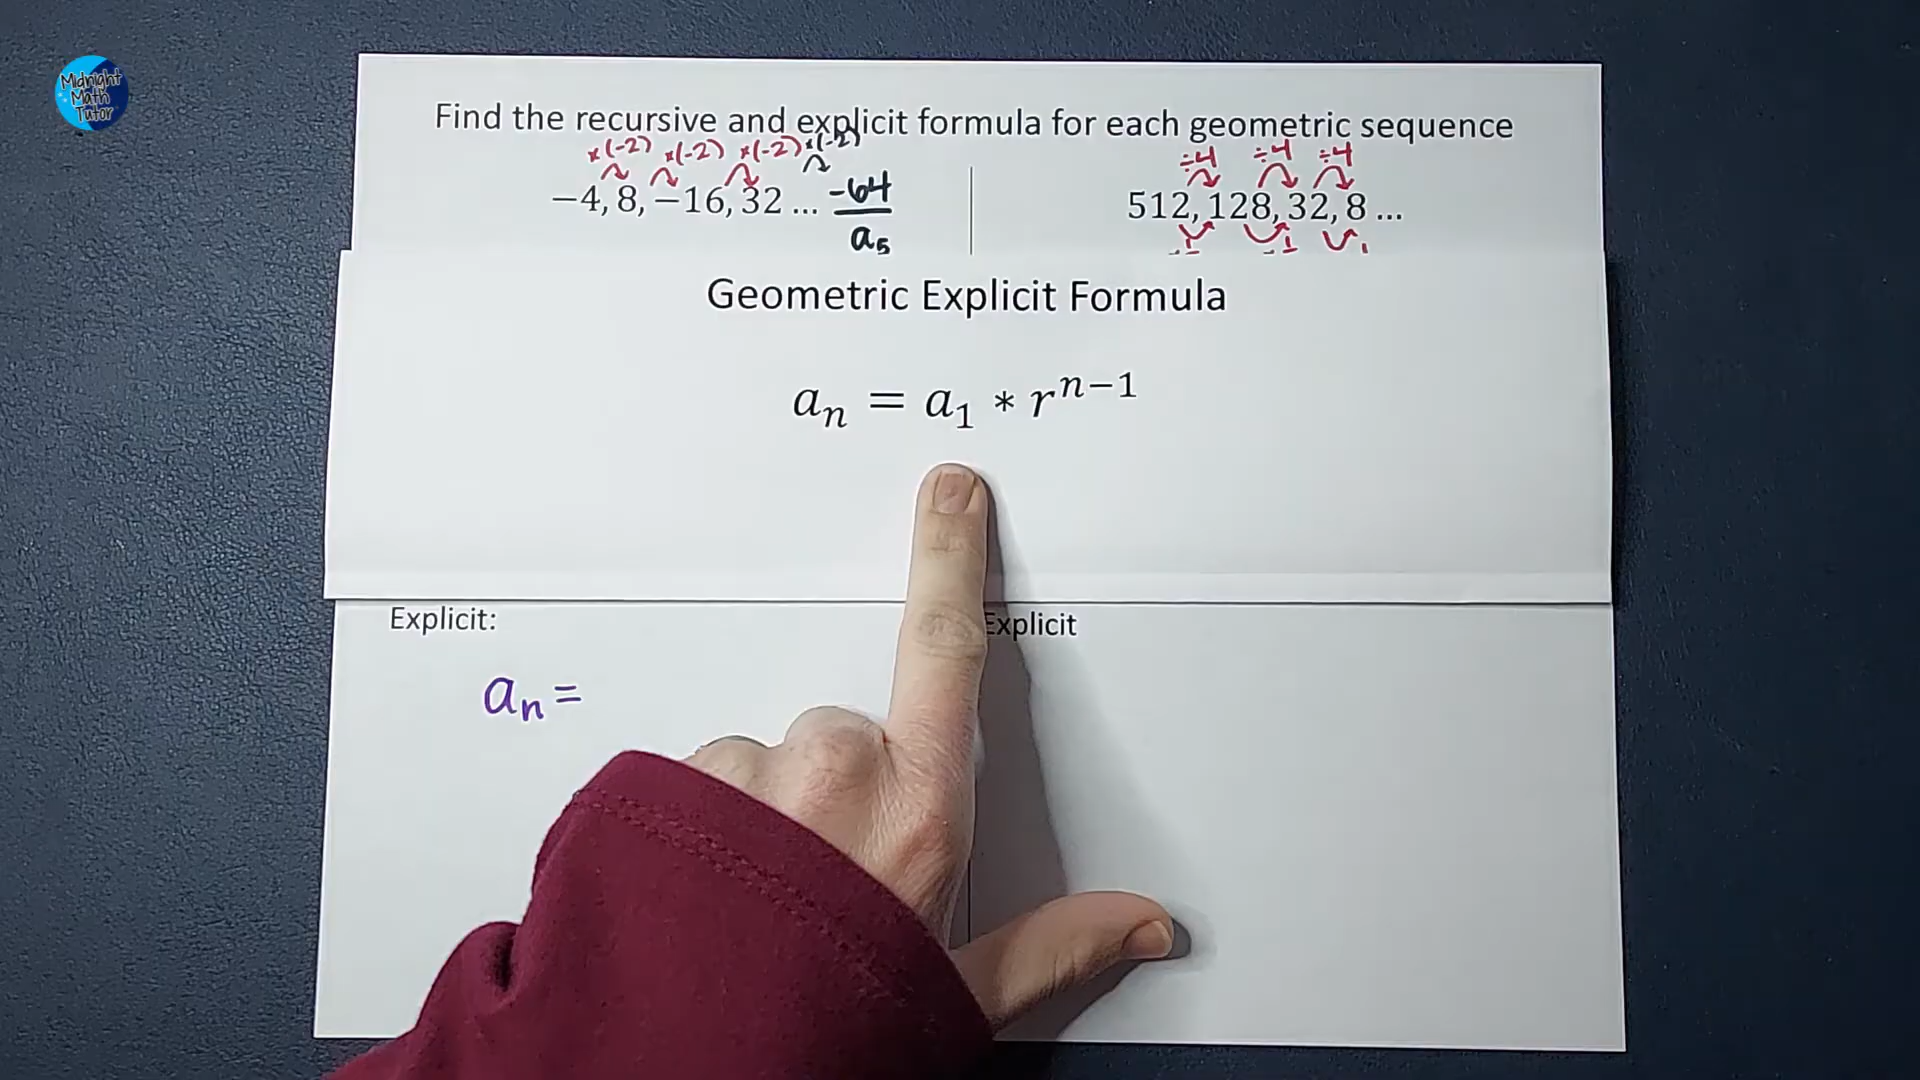 Midnight
Math
Tutor
Find the recursive and explicit formula for each geometric sequence
×(-2) ×(-2) ×(-2) ×(-2)
÷4 ÷4 ÷4
−4, 8, −16, 32 ... -64
a₅
512, 128, 32, 8 ...
Geometric Explicit Formula
aₙ = a₁ * rⁿ⁻¹
Explicit:
Explicit
aₙ =